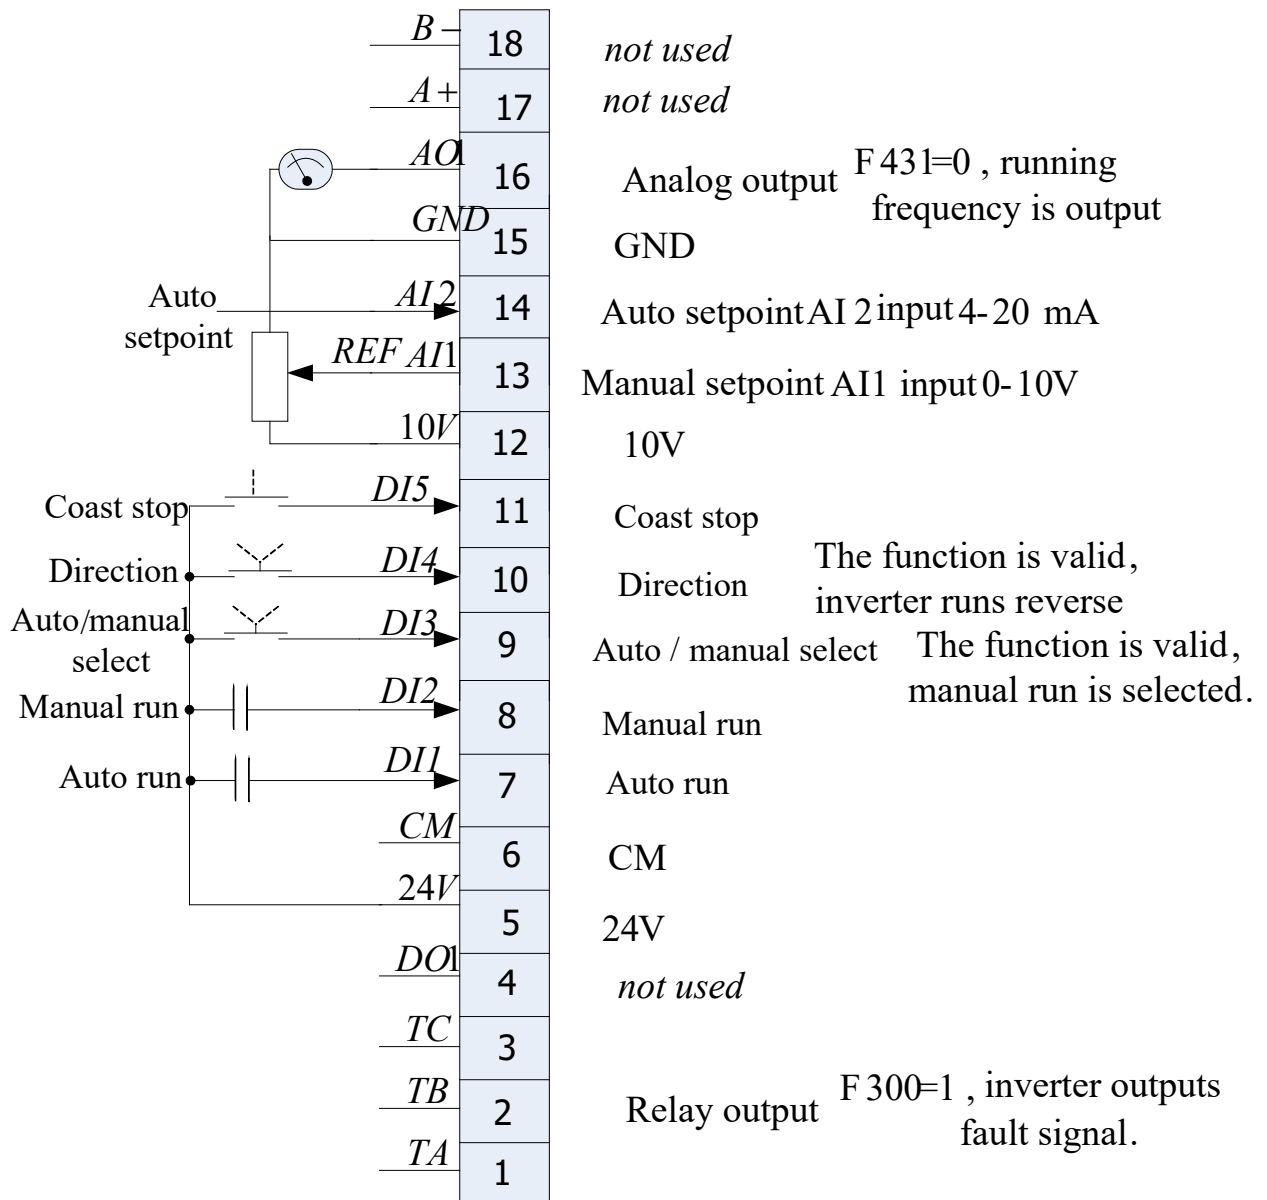 B – 18 not used
A+ 17 not used
AO1 16 Analog output F431=0 , running
frequency is output
GND 15 GND
Auto
setpoint
AI2 14 Auto setpoint AI 2 input 4-20 mA
REF AI1 13 Manual setpoint AI1 input 0-10V
10V 12 10V
Coast stop DI5 11 Coast stop
Direction DI4 10 Direction The function is valid,
inverter runs reverse
Auto/manual
select
DI3 9 Auto / manual select The function is valid,
manual run is selected.
Manual run DI2 8 Manual run
Auto run DI1 7 Auto run
CM 6 CM
24V 5 24V
DO1 4 not used
TC 3
TB 2 Relay output F300=1 , inverter outputs
fault signal.
TA 1